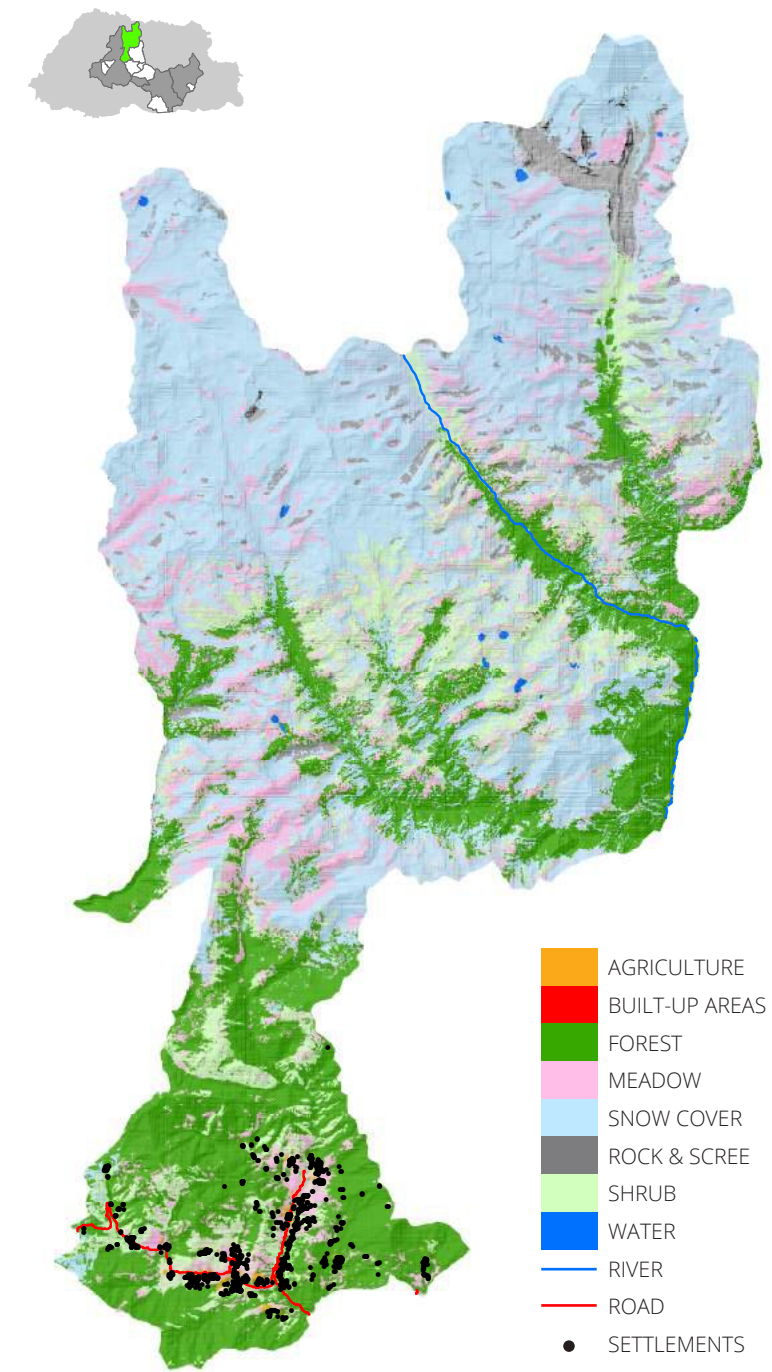 AGRICULTURE
BUILT-UP AREAS
FOREST
MEADOW
SNOW COVER
ROCK & SCREE
SHRUB
WATER
RIVER
ROAD
SETTLEMENTS